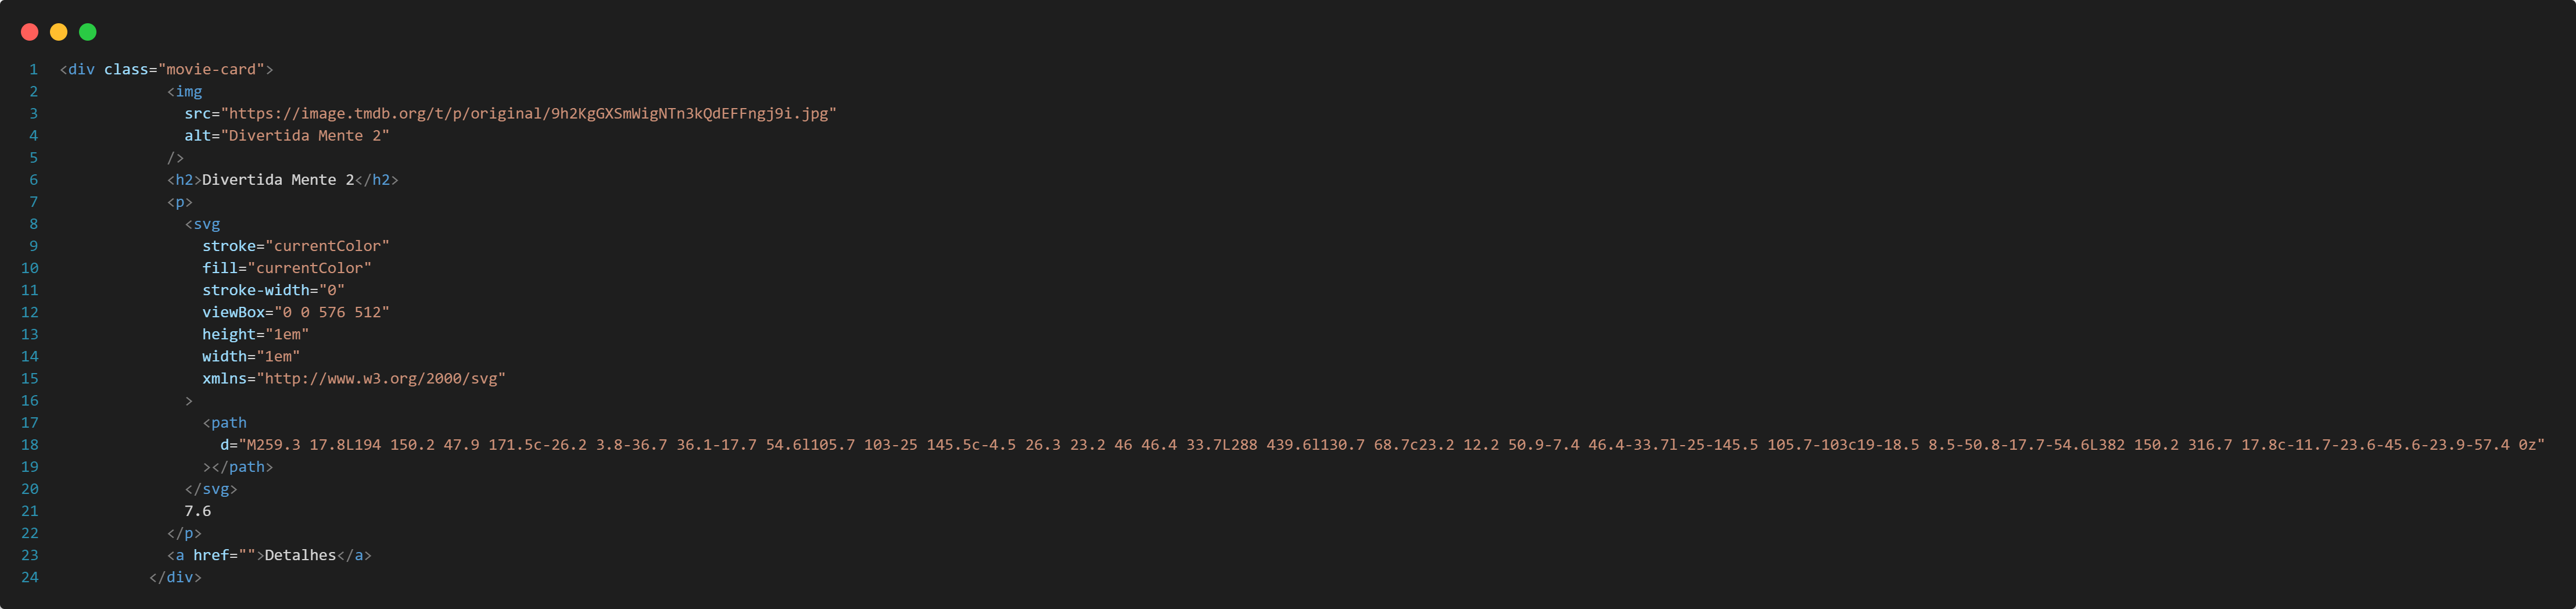 1 <div class="movie-card">
2 <img
3 src="https://image.tmdb.org/t/p/original/9h2KgGXSmWigNTn3kQdEFFngj9i.jpg"
4 alt="Divertida Mente 2"
5 />
6 <h2>Divertida Mente 2</h2>
7 <p>
8 <svg
9 stroke="currentColor"
10 fill="currentColor"
11 stroke-width="0"
12 viewBox="0 0 576 512"
13 height="1em"
14 width="1em"
15 xmlns="http://www.w3.org/2000/svg"
16 >
17 <path
18 d="M259.3 17.8L194 150.2 47.9 171.5c-26.2 3.8-36.7 36.1-17.7 54.6l105.7 103-25 145.5c-4.5 26.3 23.2 46 46.4 33.7L288 439.6l130.7 68.7c23.2 12.2 50.9-7.4 46.4-33.7l-25-145.5 105.7-103c19-18.5 8.5-50.8-17.7-54.6L382 150.2 316.7 17.8c-11.7-23.6-45.6-23.9-57.4 0z"
19 ></path>
20 </svg>
21 7.6
22 </p>
23 <a href="">Detalhes</a>
24 </div>